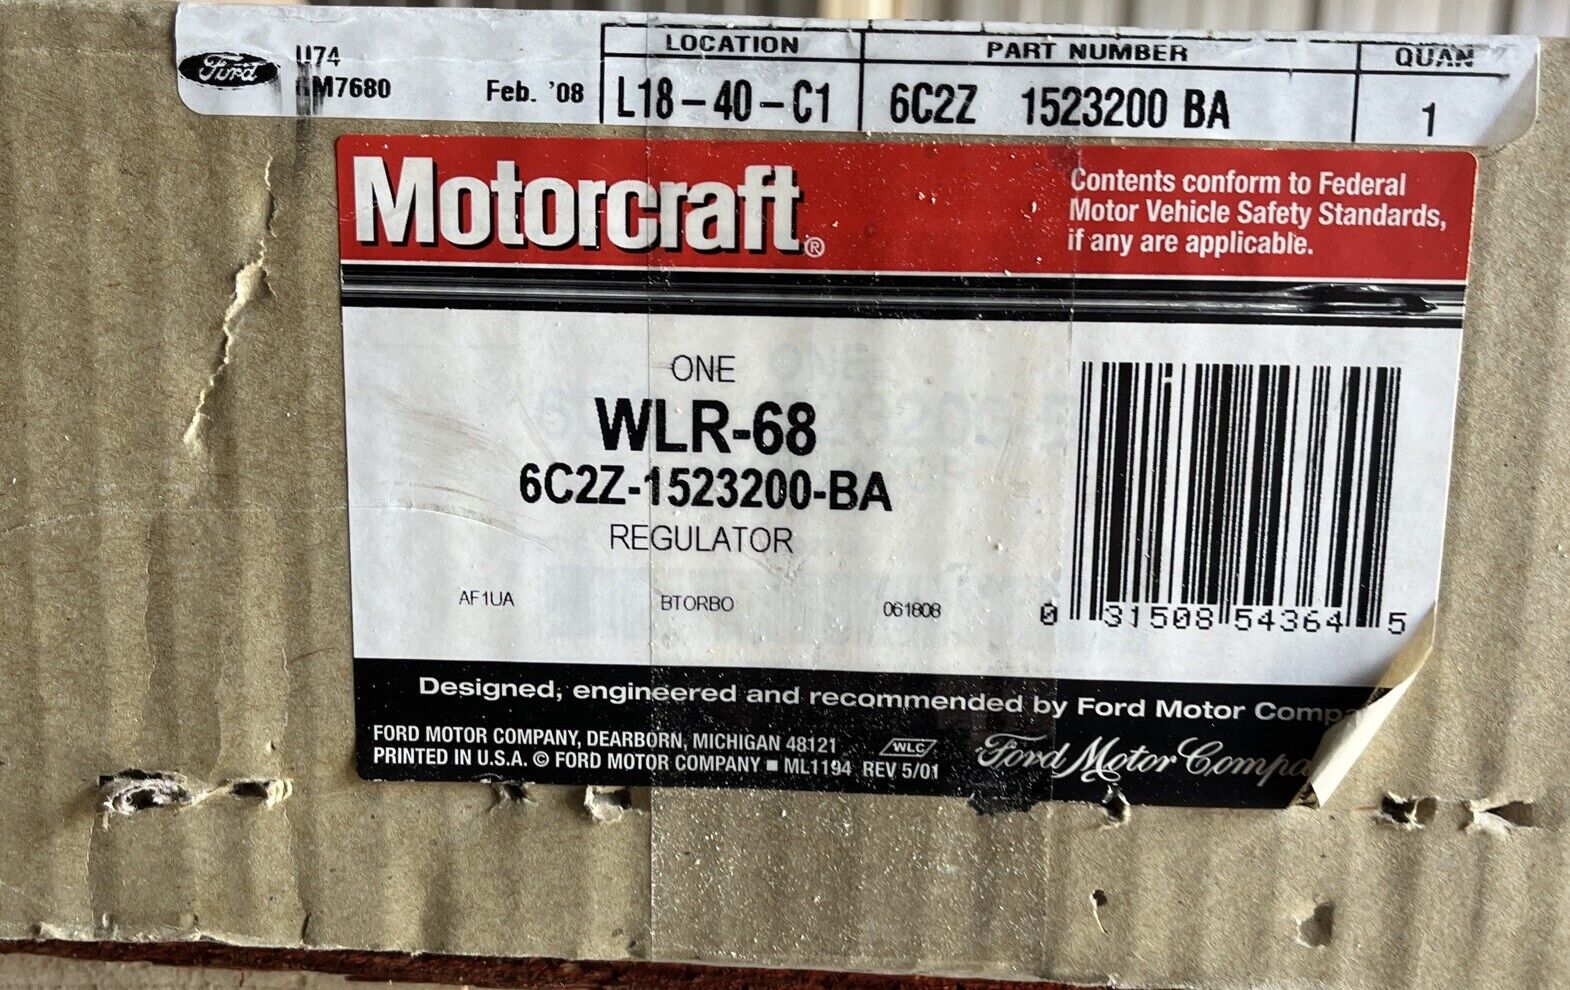 Ford
U74
M7680
Feb. '08
LOCATION
L18-40-C1
PART NUMBER
6C2Z 1523200 BA
QUAN
1
Motorcraft®
Contents conform to Federal
Motor Vehicle Safety Standards,
if any are applicable.
ONE
WLR-68
6C2Z-1523200-BA
REGULATOR
AF1UA BTORBO 061808
0 31508 54364 5
Designed, engineered and recommended by Ford Motor Compa
FORD MOTOR COMPANY, DEARBORN, MICHIGAN 48121
PRINTED IN U.S.A. © FORD MOTOR COMPANY ■ ML1194 REV 5/01
WLC
Ford Motor Compa